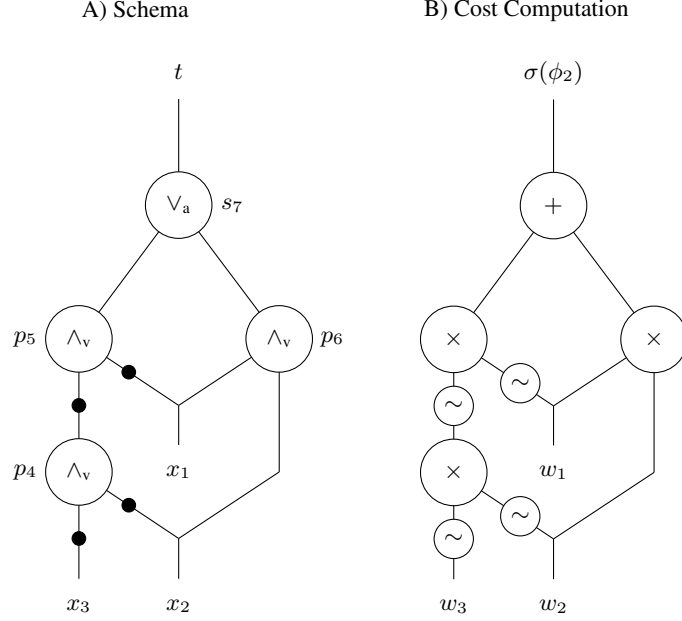 A) Schema B) Cost Computation
t σ(ϕ₂)
∨ₐ s₇ +
p₅ ∧ᵥ ∧ᵥ p₆ × ×
∼
∼
p₄ ∧ᵥ x₁ × w₁
∼
∼
x₃ x₂ w₃ w₂